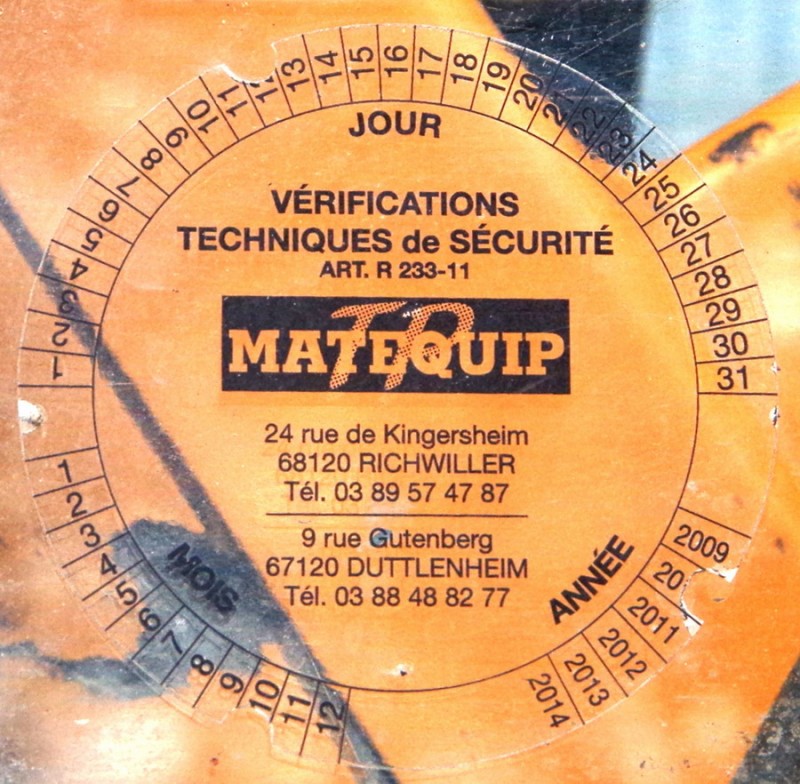 1 2 3 4 5 6 7 8 9 10 11 12 13 14 15 16 17 18 19 20 21 22 23 24 25 26 27 28 29 30 31
JOUR
VÉRIFICATIONS
TECHNIQUES de SÉCURITÉ
ART. R 233-11
MATEQUIP
TP
24 rue de Kingersheim
68120 RICHWILLER
Tél. 03 89 57 47 87
9 rue Gutenberg
67120 DUTTLENHEIM
Tél. 03 88 48 82 77
MOIS
1 2 3 4 5 6 7 8 9 10 11 12
ANNÉE
2009 20 2011 2012 2013 2014